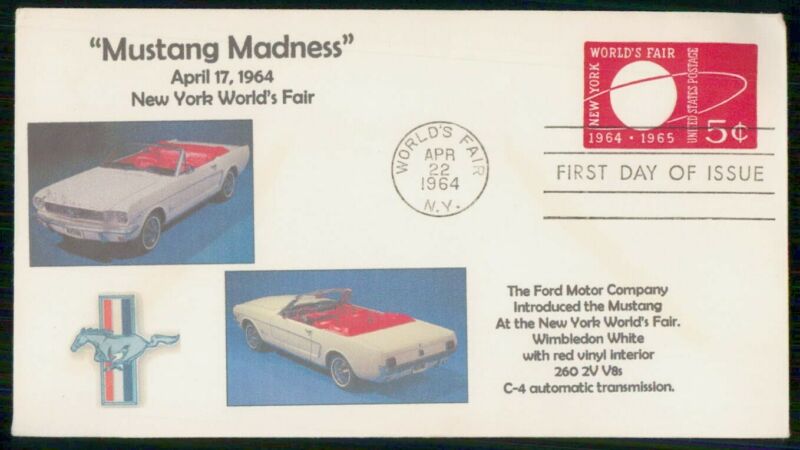 “Mustang Madness”
April 17, 1964
New York World's Fair
WORLD'S FAIR
APR
22
1964
N.Y.
NEW YORK
WORLD'S FAIR
UNITED STATES POSTAGE
1964 · 1965
5¢
FIRST DAY OF ISSUE
The Ford Motor Company
Introduced the Mustang
At the New York World's Fair.
Wimbledon White
with red vinyl interior
260 2V V8s
C-4 automatic transmission.